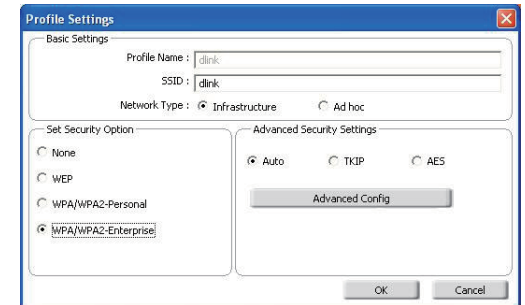 Profile Settings
Basic Settings
Profile Name : dlink
SSID : dlink
Network Type : Infrastructure Ad hoc
Set Security Option
None
WEP
WPA/WPA2-Personal
WPA/WPA2-Enterprise
Advanced Security Settings
Auto TKIP AES
Advanced Config
OK Cancel